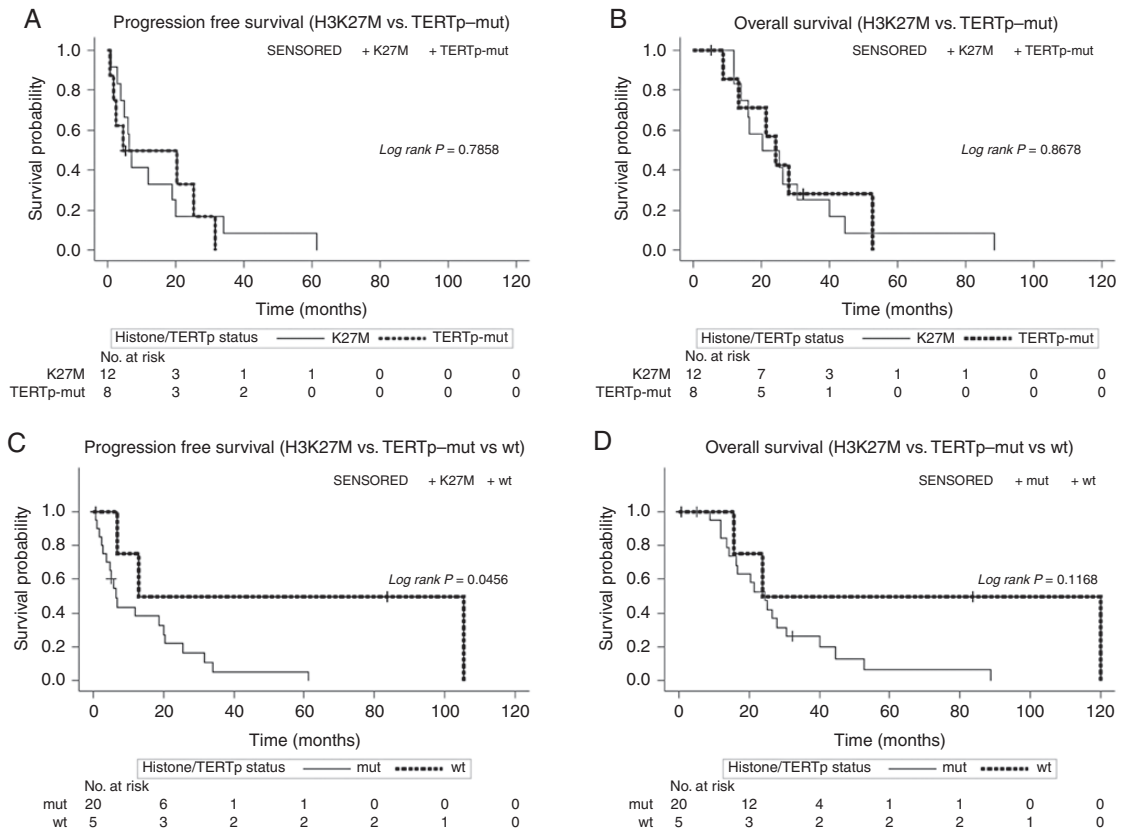 A
Progression free survival (H3K27M vs. TERTp–mut)
SENSORED + K27M + TERTp-mut
1.0
0.8
0.6
0.4
0.2
0.0
Survival probability
Log rank P = 0.7858
0 20 40 60 80 100 120
Time (months)
Histone/TERTp status K27M TERTp-mut
No. at risk
K27M 12 3 1 1 0 0 0
TERTp-mut 8 3 2 0 0 0 0
B
Overall survival (H3K27M vs. TERTp–mut)
SENSORED + K27M + TERTp-mut
1.0
0.8
0.6
0.4
0.2
0.0
Survival probability
Log rank P = 0.8678
0 20 40 60 80 100 120
Time (months)
Histone/TERTp status K27M TERTp-mut
No. at risk
K27M 12 7 3 1 1 0 0
TERTp-mut 8 5 1 0 0 0 0
C
Progression free survival (H3K27M vs. TERTp–mut vs wt)
SENSORED + K27M + wt
1.0
0.8
0.6
0.4
0.2
0.0
Survival probability
Log rank P = 0.0456
0 20 40 60 80 100 120
Time (months)
Histone/TERTp status mut wt
No. at risk
mut 20 6 1 1 0 0 0
wt 5 3 2 2 2 1 0
D
Overall survival (H3K27M vs. TERTp–mut vs wt)
SENSORED + mut + wt
1.0
0.8
0.6
0.4
0.2
0.0
Survival probability
Log rank P = 0.1168
0 20 40 60 80 100 120
Time (months)
Histone/TERTp status mut wt
No. at risk
mut 20 12 4 1 1 0 0
wt 5 3 2 2 2 1 0